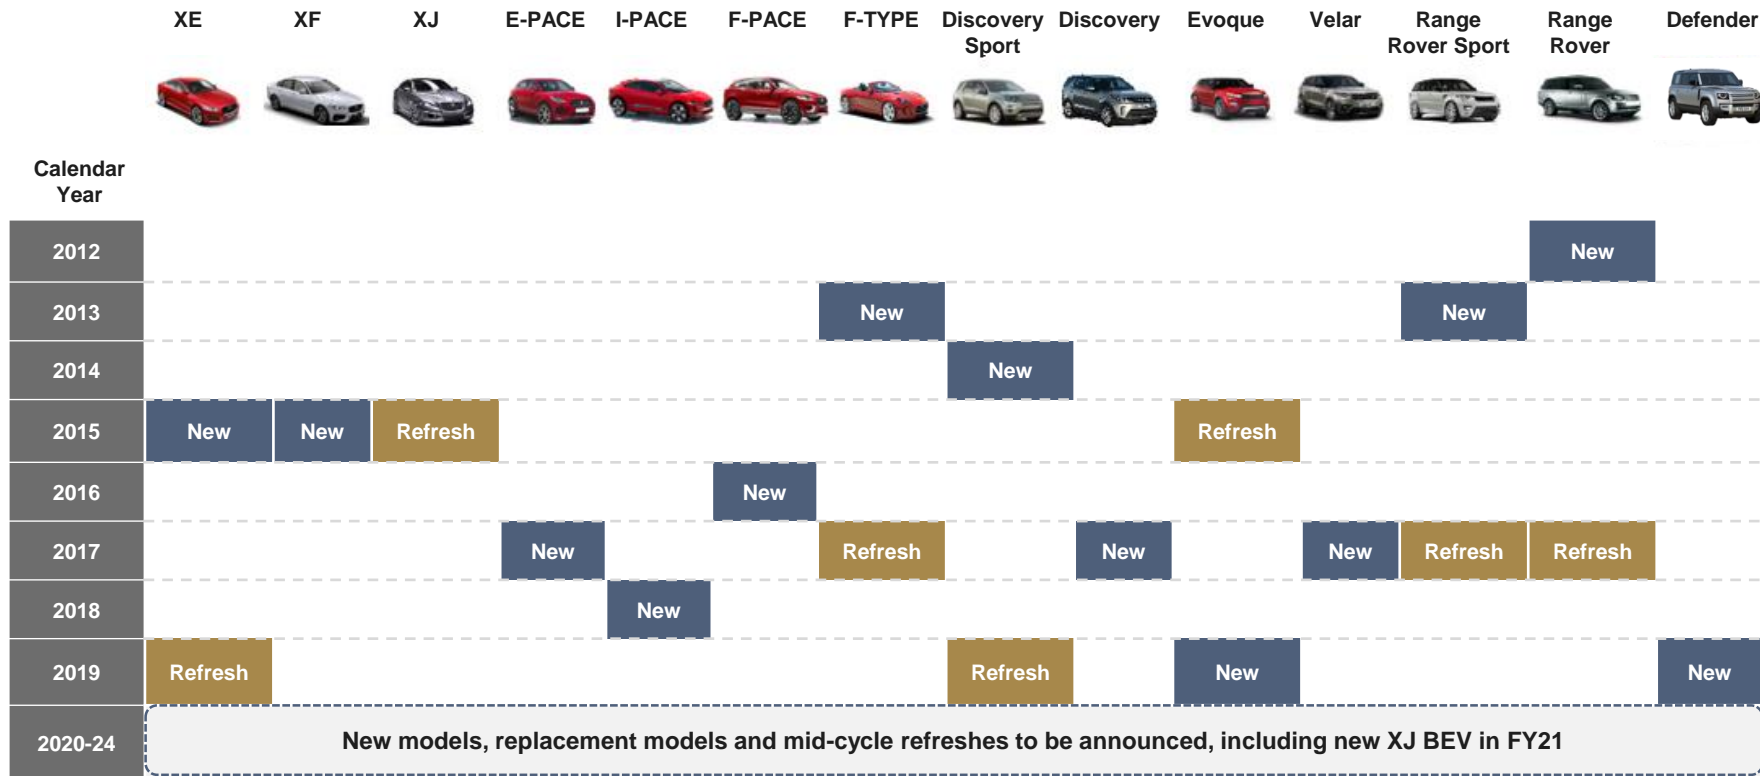 XE XF XJ E-PACE I-PACE F-PACE F-TYPE Discovery Sport Discovery Evoque Velar Range Rover Sport Range Rover Defender
Calendar
Year
2012 New
2013 New New
2014 New
2015 New New Refresh Refresh
2016 New
2017 New Refresh New New Refresh Refresh
2018 New
2019 Refresh Refresh New New
2020-24 New models, replacement models and mid-cycle refreshes to be announced, including new XJ BEV in FY21